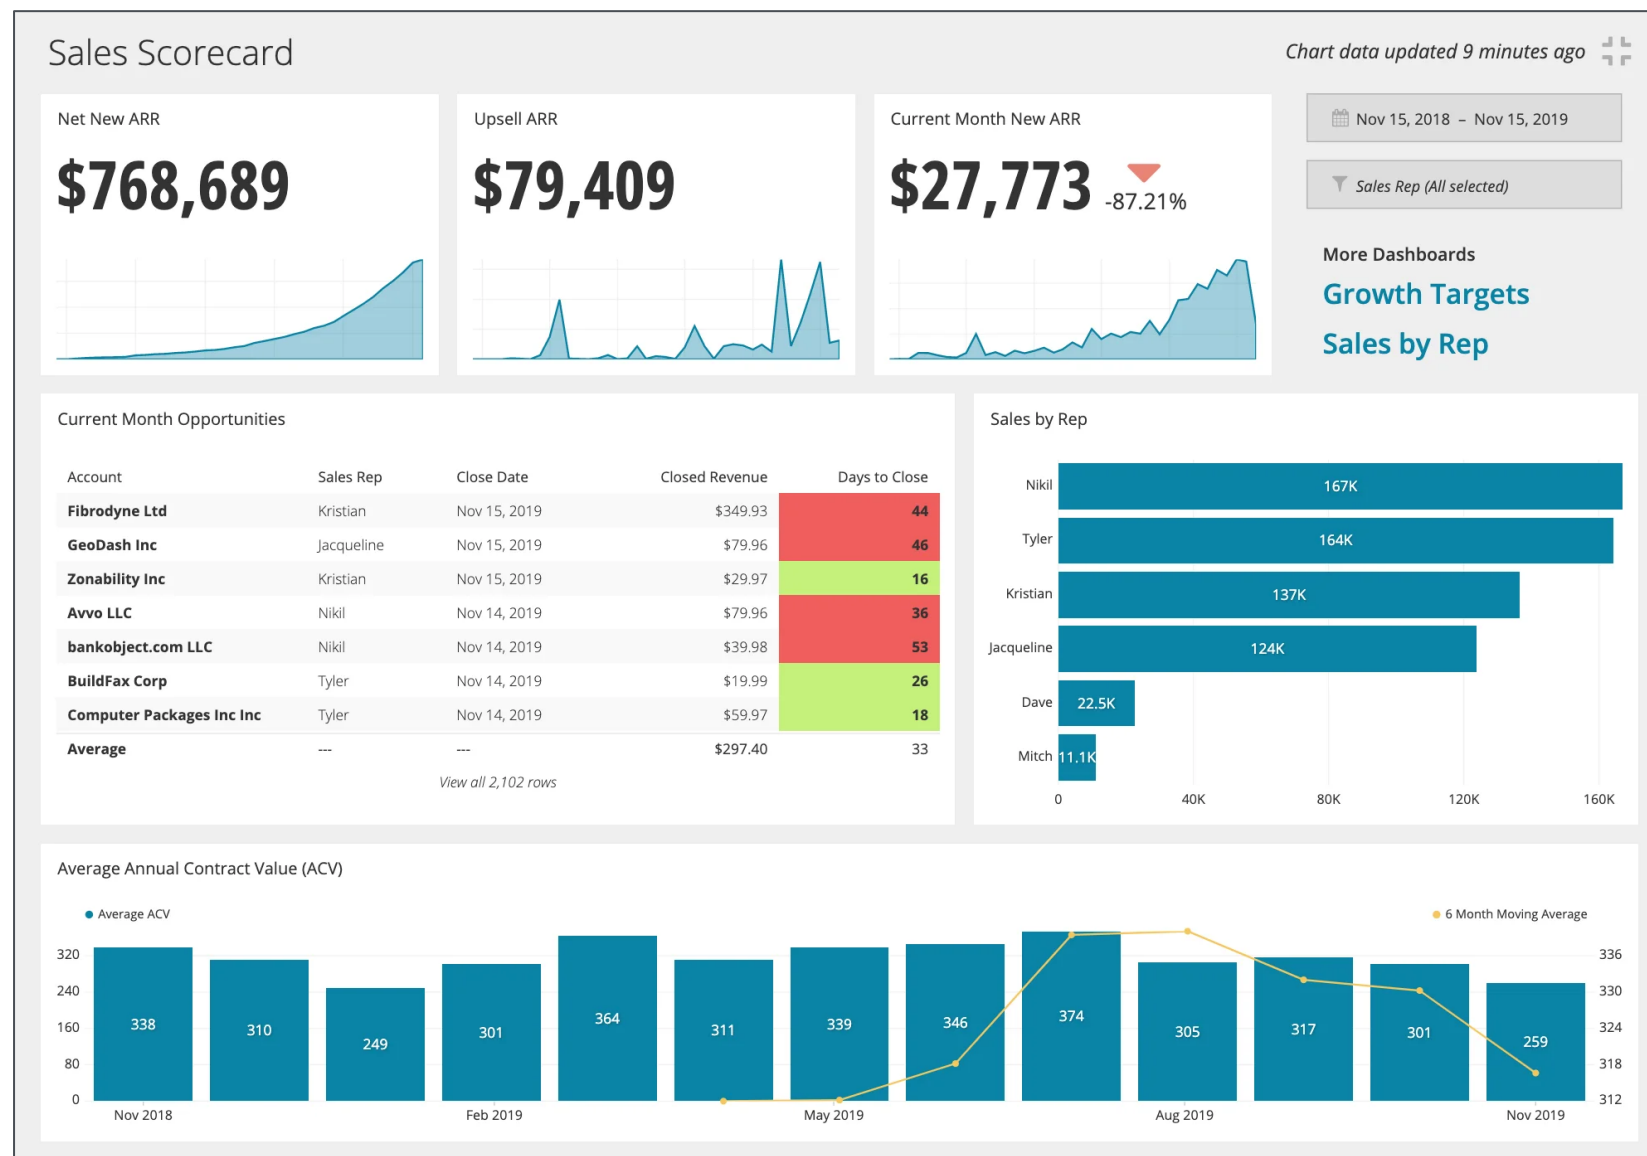 Sales Scorecard
Chart data updated 9 minutes ago
Net New ARR
$768,689
Upsell ARR
$79,409
Current Month New ARR
$27,773
-87.21%
Nov 15, 2018 – Nov 15, 2019
Sales Rep (All selected)
More Dashboards
Growth Targets
Sales by Rep
Current Month Opportunities
Account Sales Rep Close Date Closed Revenue Days to Close
Fibrodyne Ltd Kristian Nov 15, 2019 $349.93 44
GeoDash Inc Jacqueline Nov 15, 2019 $79.96 46
Zonability Inc Kristian Nov 15, 2019 $29.97 16
Avvo LLC Nikil Nov 14, 2019 $79.96 36
bankobject.com LLC Nikil Nov 14, 2019 $39.98 53
BuildFax Corp Tyler Nov 14, 2019 $19.99 26
Computer Packages Inc Inc Tyler Nov 14, 2019 $59.97 18
Average --- --- $297.40 33
View all 2,102 rows
Sales by Rep
Nikil 167K
Tyler 164K
Kristian 137K
Jacqueline 124K
Dave 22.5K
Mitch 11.1K
0 40K 80K 120K 160K
Average Annual Contract Value (ACV)
Average ACV
6 Month Moving Average
320
240
160
80
0
338 310 249 301 364 311 339 346 374 305 317 301 259
336
330
324
318
312
Nov 2018 Feb 2019 May 2019 Aug 2019 Nov 2019